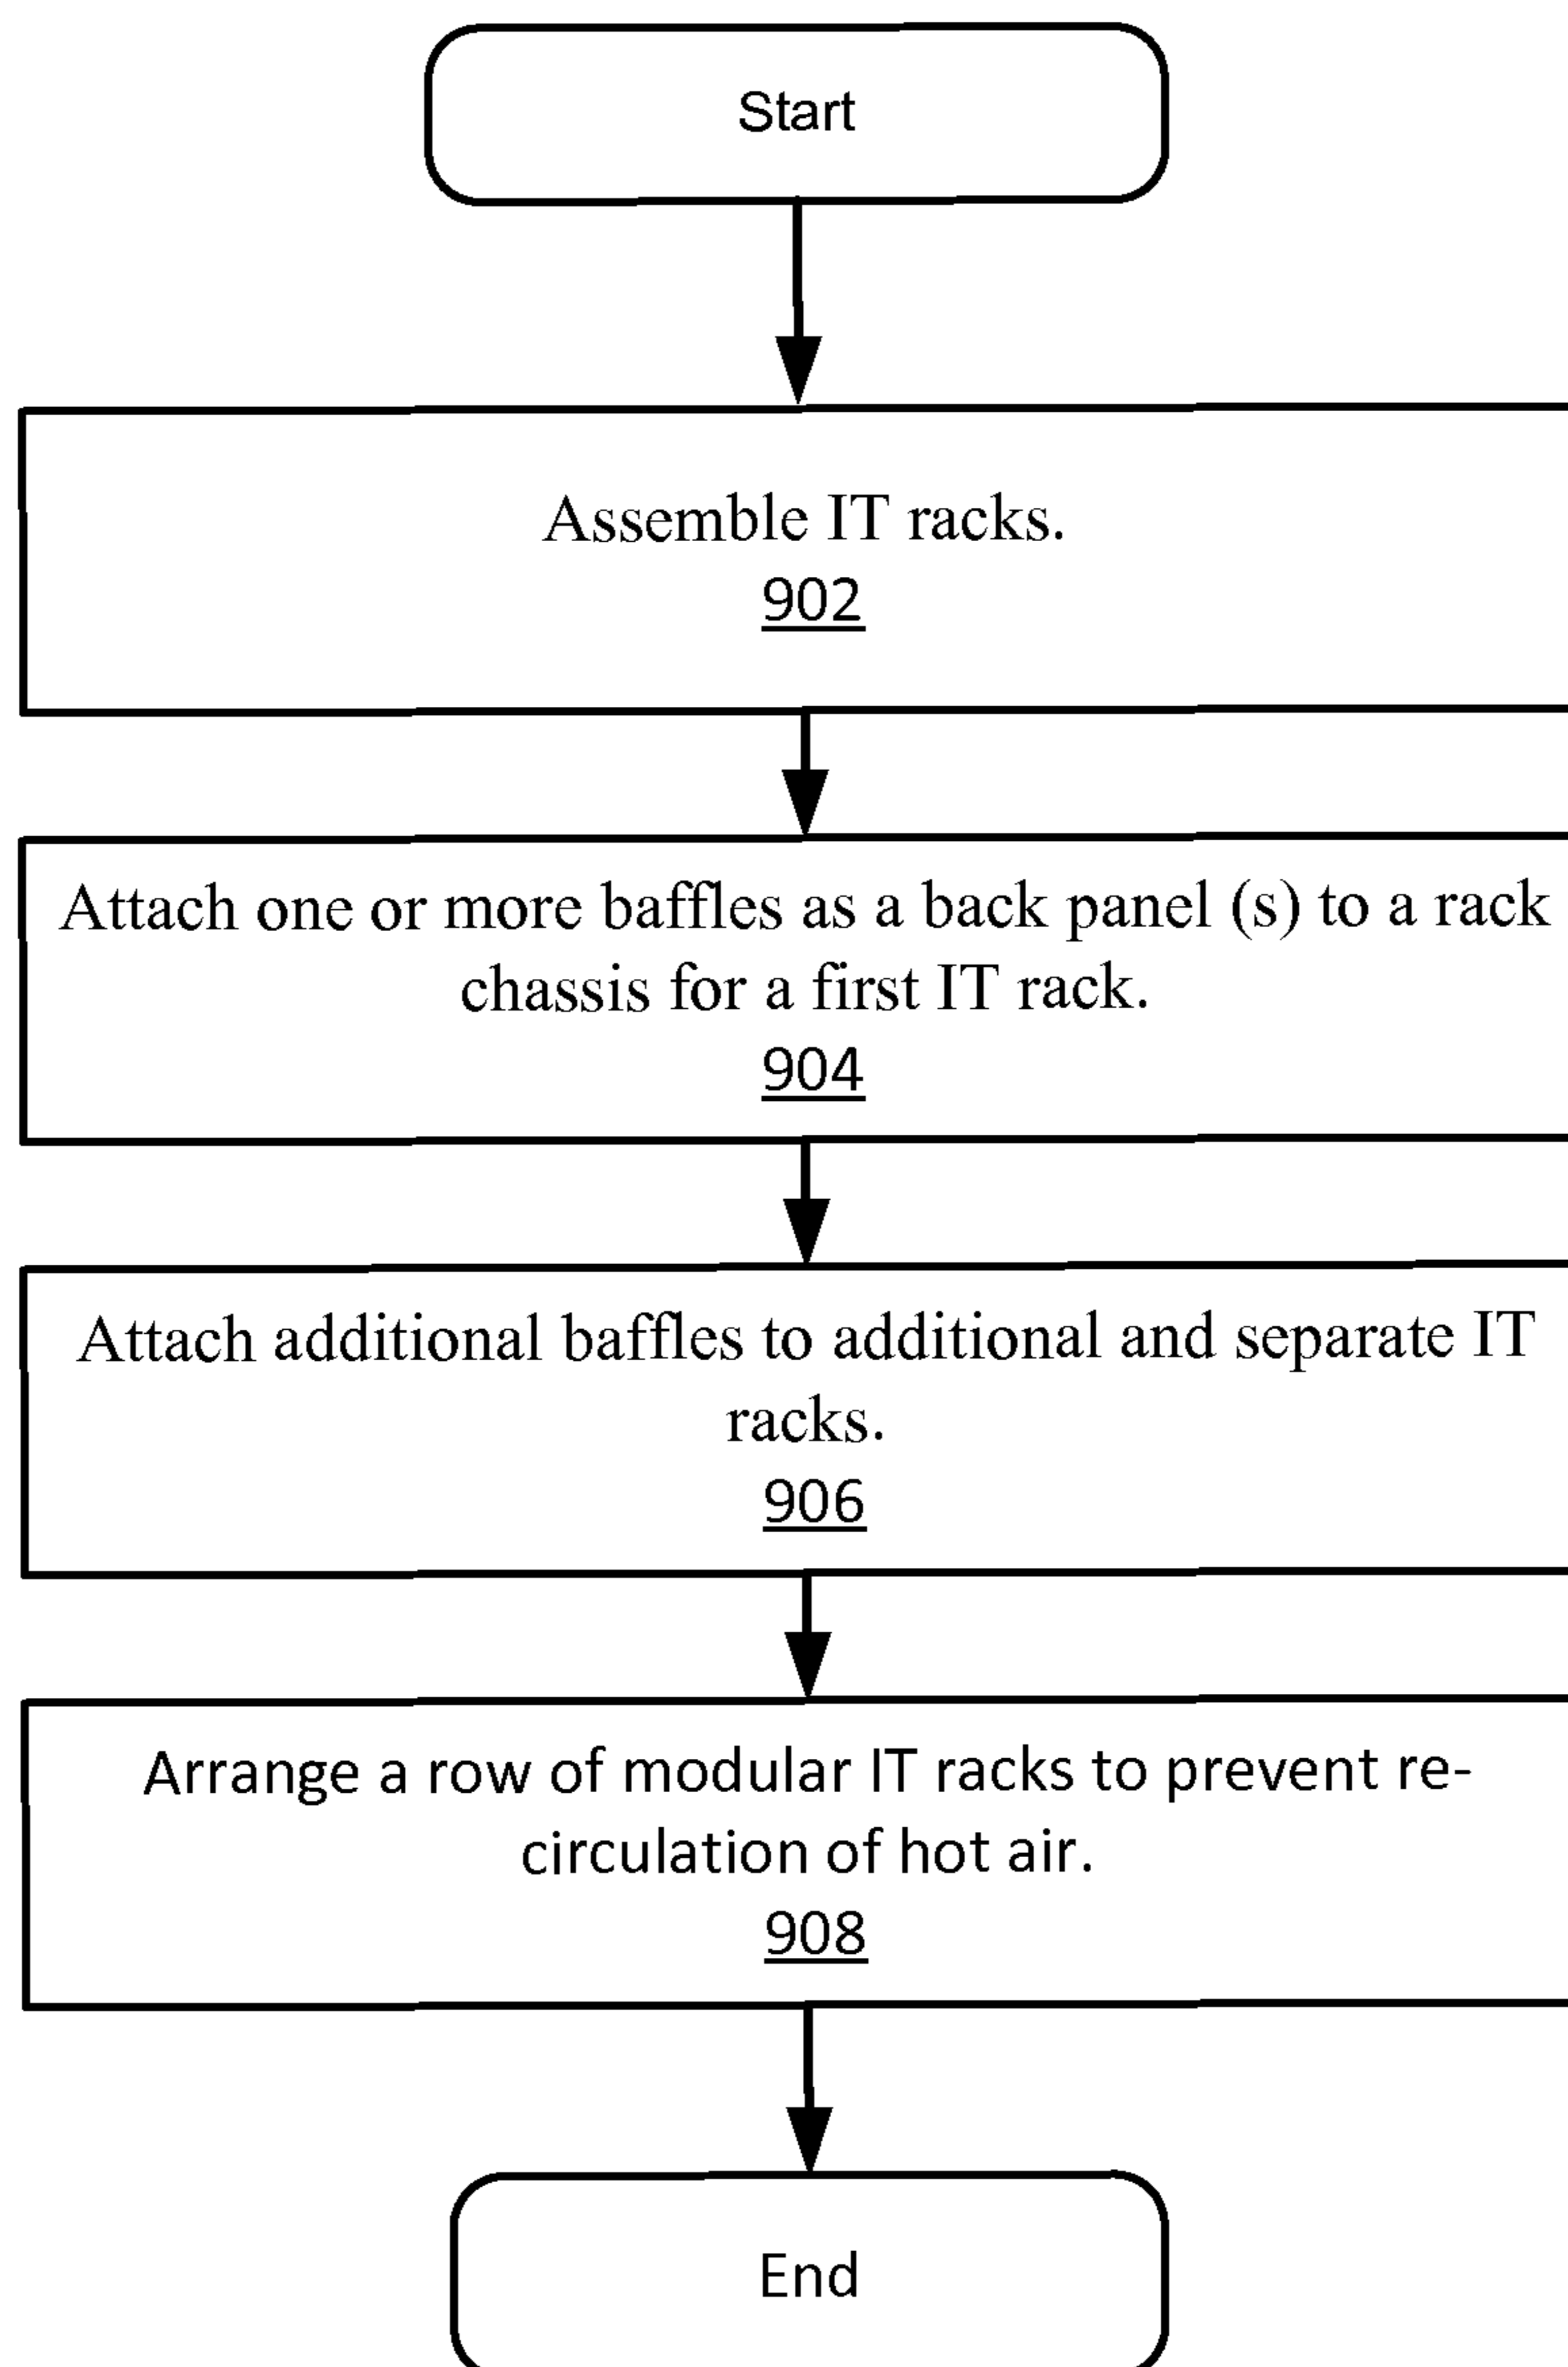 Start
Assemble IT racks.
902
Attach one or more baffles as a back panel (s) to a rack
chassis for a first IT rack.
904
Attach additional baffles to additional and separate IT
racks.
906
Arrange a row of modular IT racks to prevent re-
circulation of hot air.
908
End